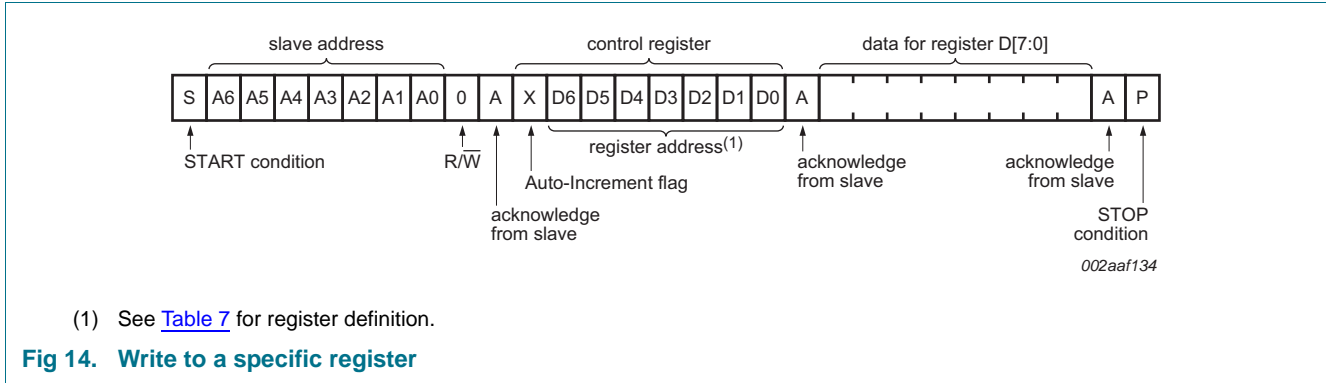 slave address control register data for register D[7:0]
S A6 A5 A4 A3 A2 A1 A0 0 A X D6 D5 D4 D3 D2 D1 D0 A A P
register address(1)
START condition R/W̅ acknowledge acknowledge
Auto-Increment flag from slave from slave
acknowledge STOP
from slave condition
002aaf134
(1) See Table 7 for register definition.
Fig 14. Write to a specific register